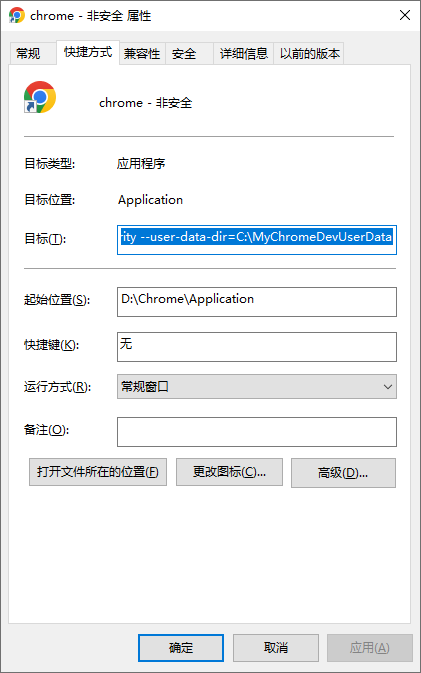 chrome - 非安全 属性
常规 快捷方式 兼容性 安全 详细信息 以前的版本
chrome - 非安全
目标类型: 应用程序
目标位置: Application
目标(T): rity --user-data-dir=C:\MyChromeDevUserData
起始位置(S): D:\Chrome\Application
快捷键(K): 无
运行方式(R): 常规窗口
备注(O):
打开文件所在的位置(F) 更改图标(C)... 高级(D)...
确定 取消 应用(A)